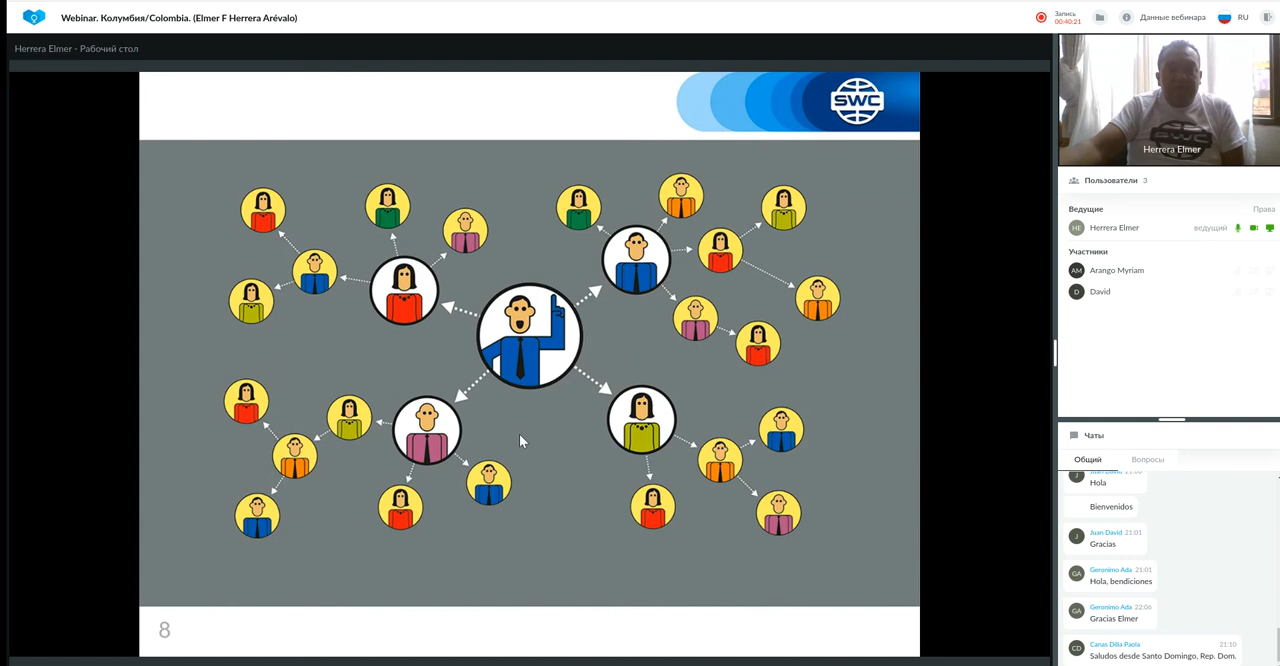 Webinar. Колумбия/Colombia. (Elmer F Herrera Arévalo)
Запись
00:40:21
Данные вебинара
RU
Herrera Elmer - Рабочий стол
SWC
8
Herrera Elmer
Пользователи 3
Ведущие Права
HE Herrera Elmer ведущий
Участники
AM Arango Myriam
D David
Чаты
Общий Вопросы
J
Hola
Bienvenidos
J Juan David 21:01
Gracias
GA Geronimo Ada 21:01
Hola, bendiciones
GA Geronimo Ada 22:06
Gracias Elmer
CD Canas Dilia Paola 21:10
Saludos desde Santo Domingo, Rep. Dom.